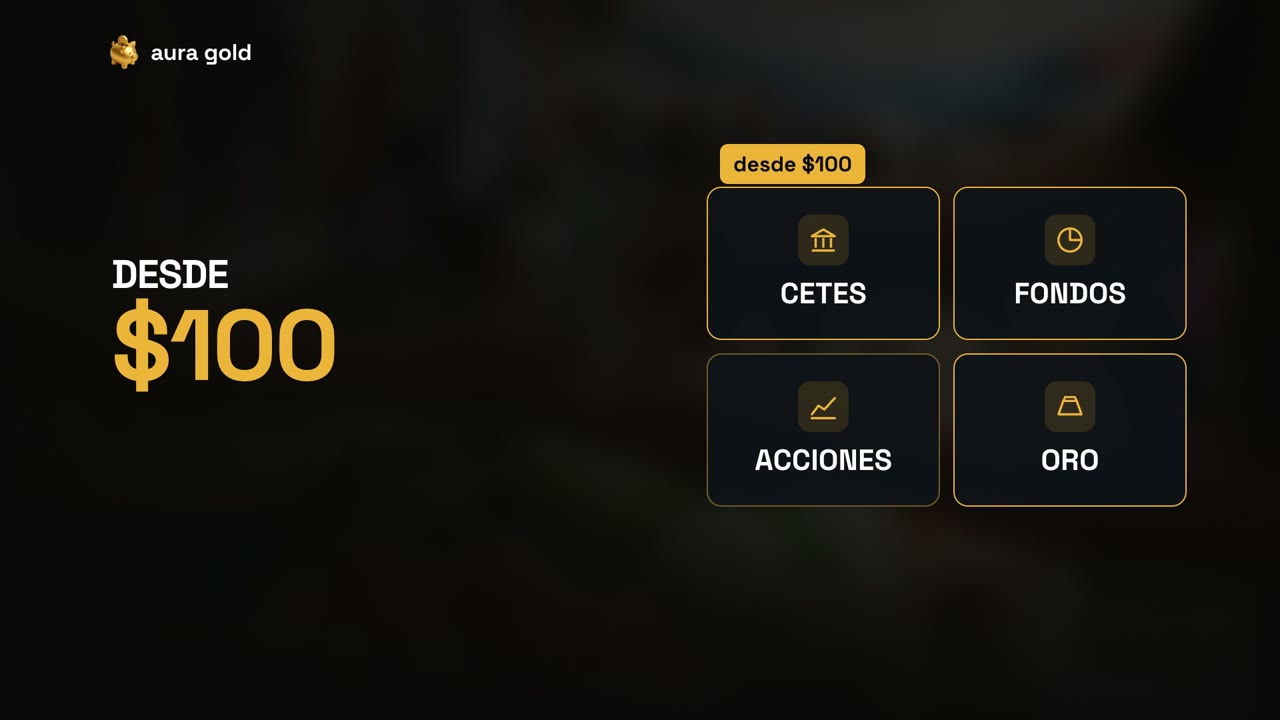 aura gold
DESDE
$100
desde $100
CETES
FONDOS
ACCIONES
ORO